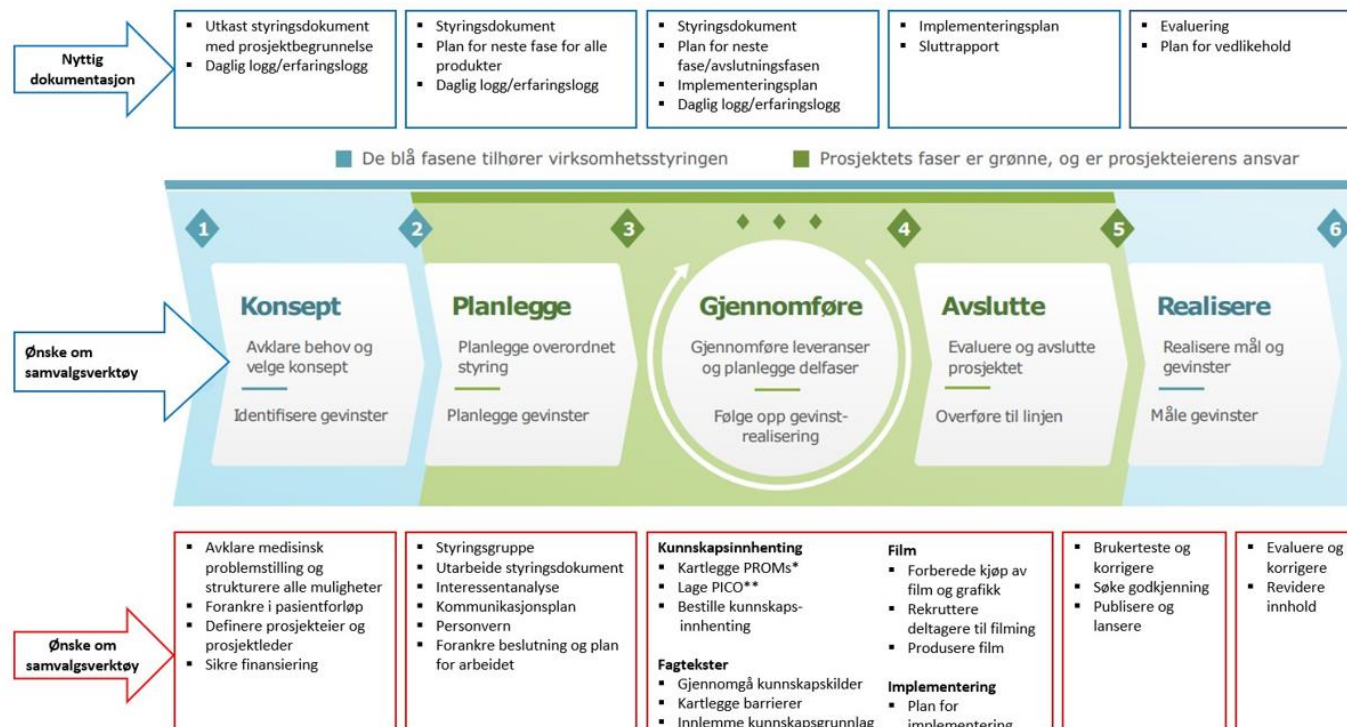 Nyttig
dokumentasjon
▪ Utkast styringsdokument
med prosjektbegrunnelse
▪ Daglig logg/erfaringslogg
▪ Styringsdokument
▪ Plan for neste fase for alle
produkter
▪ Daglig logg/erfaringslogg
▪ Styringsdokument
▪ Plan for neste
fase/avslutningsfasen
▪ Implementeringsplan
▪ Daglig logg/erfaringslogg
▪ Implementeringsplan
▪ Sluttrapport
▪ Evaluering
▪ Plan for vedlikehold
De blå fasene tilhører virksomhetsstyringen
Prosjektets faser er grønne, og er prosjekteierens ansvar
1
2
3
4
5
6
Ønske om
samvalgsverktøy
Konsept
Avklare behov og
velge konsept
Identifisere gevinster
Planlegge
Planlegge overordnet
styring
Planlegge gevinster
Gjennomføre
Gjennomføre leveranser
og planlegge delfaser
Følge opp gevinst-
realisering
Avslutte
Evaluere og avslutte
prosjektet
Overføre til linjen
Realisere
Realisere mål og
gevinster
Måle gevinster
Ønske om
samvalgsverktøy
▪ Avklare medisinsk
problemstilling og
strukturere alle muligheter
▪ Forankre i pasientforløp
▪ Definere prosjekteier og
prosjektleder
▪ Sikre finansiering
▪ Styringsgruppe
▪ Utarbeide styringsdokument
▪ Interessentanalyse
▪ Kommunikasjonsplan
▪ Personvern
▪ Forankre beslutning og plan
for arbeidet
Kunnskapsinnhenting
▪ Kartlegge PROMs*
▪ Lage PICO**
▪ Bestille kunnskaps-
innhenting
Fagtekster
▪ Gjennomgå kunnskapskilder
▪ Kartlegge barrierer
▪ Innlemme kunnskapsgrunnlag
Film
▪ Forberede kjøp av
film og grafikk
▪ Rekruttere
deltagere til filming
▪ Produsere film
Implementering
▪ Plan for
implementering
▪ Brukerteste og
korrigere
▪ Søke godkjenning
▪ Publisere og
lansere
▪ Evaluere og
korrigere
▪ Revidere
innhold